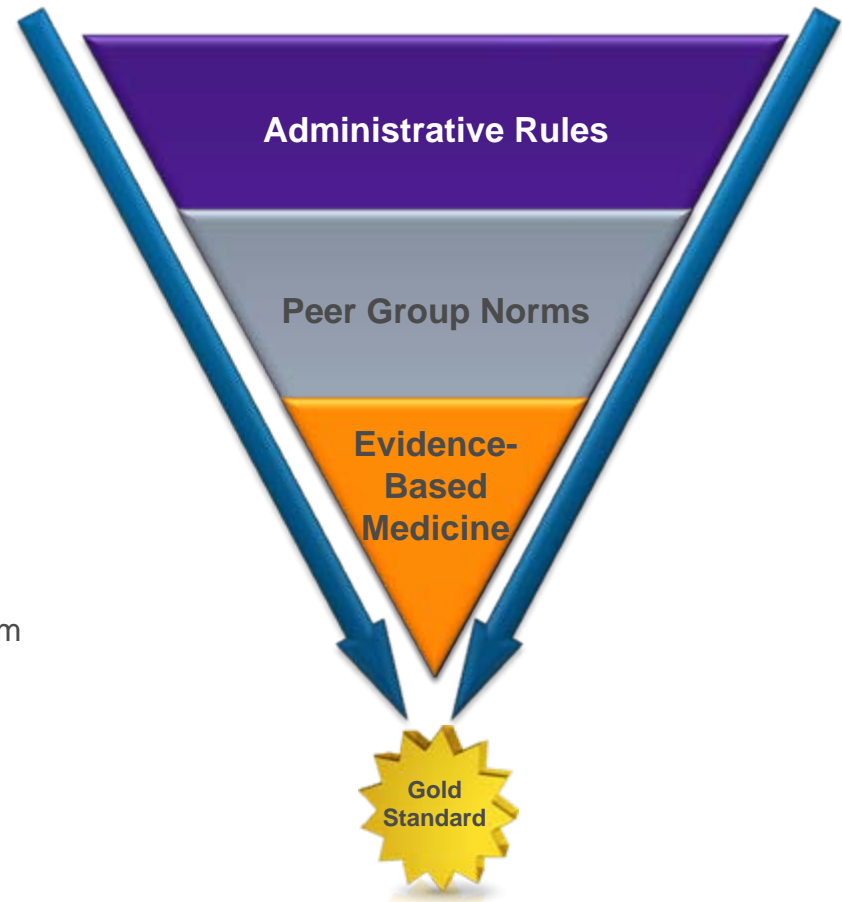 Administrative Rules
Peer Group Norms
Evidence-
Based
Medicine
m
Gold
Standard